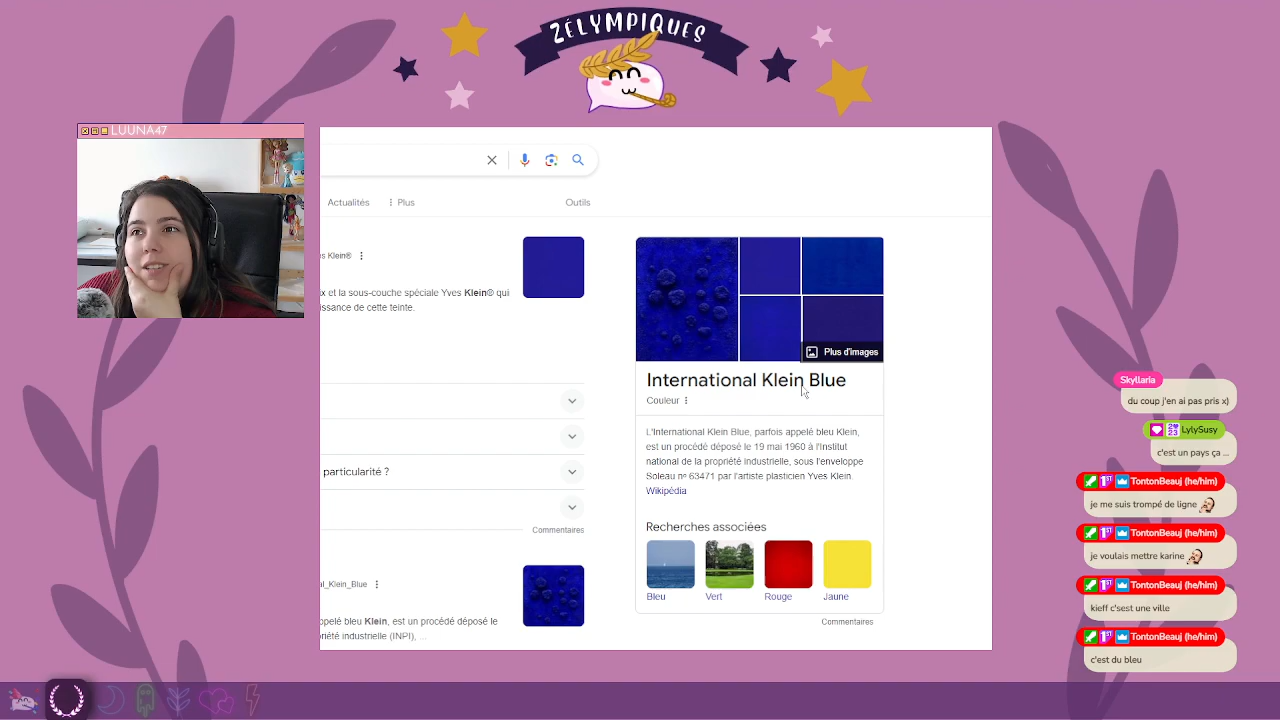 ZÉLYMPIQUES
LUUNA47
Actualités
Plus
Outils
s Klein®
x et la sous-couche spéciale Yves Klein® qui
issance de cette teinte.
particularité ?
Commentaires
l_Klein_Blue
ppelé bleu Klein, est un procédé déposé le
priété industrielle (INPI), ...
Plus d'images
International Klein Blue
Couleur
L'International Klein Blue, parfois appelé bleu Klein,
est un procédé déposé le 19 mai 1960 à l'Institut
national de la propriété industrielle, sous l'enveloppe
Soleau nº 63471 par l'artiste plasticien Yves Klein.
Wikipédia
Recherches associées
Bleu
Vert
Rouge
Jaune
Commentaires
Skyllaria
du coup j'en ai pas pris x)
LylySusy
c'est un pays ça ...
TontonBeauj (he/him)
je me suis trompé de ligne
TontonBeauj (he/him)
je voulais mettre karine
TontonBeauj (he/him)
kieff c'sest une ville
TontonBeauj (he/him)
c'est du bleu